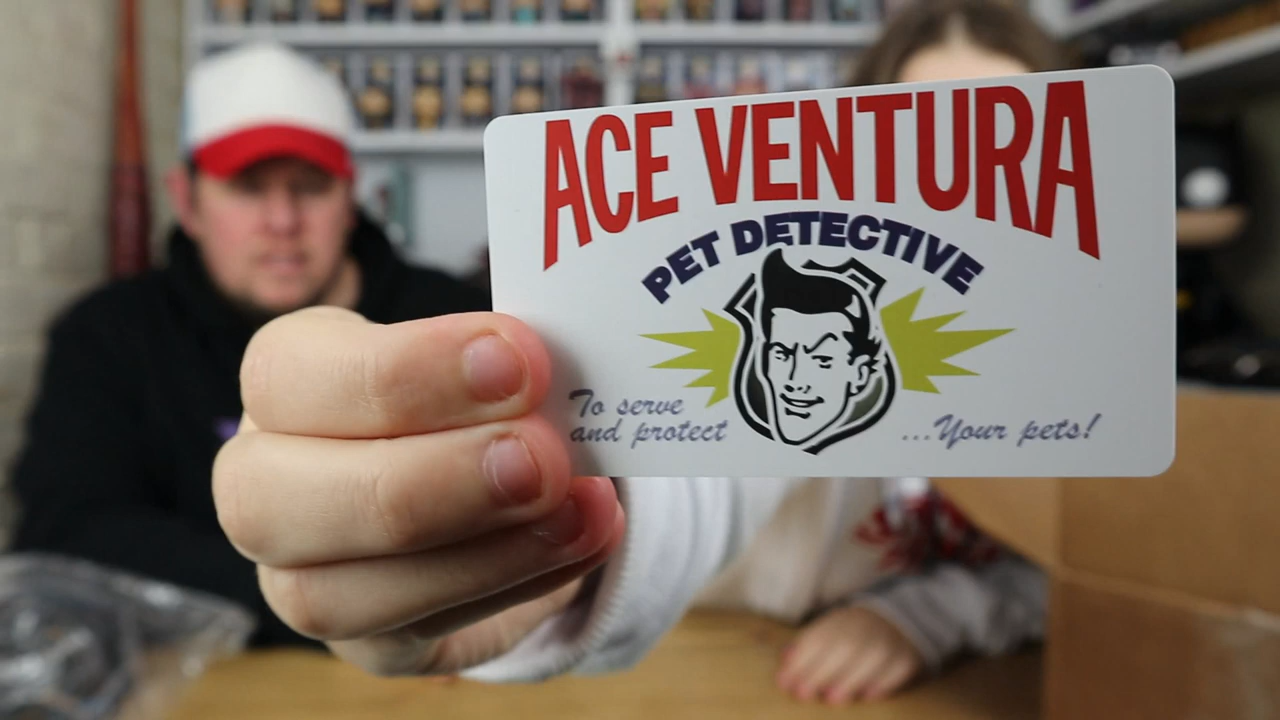 ACE VENTURA
PET DETECTIVE
To serve
and protect
...Your pets!